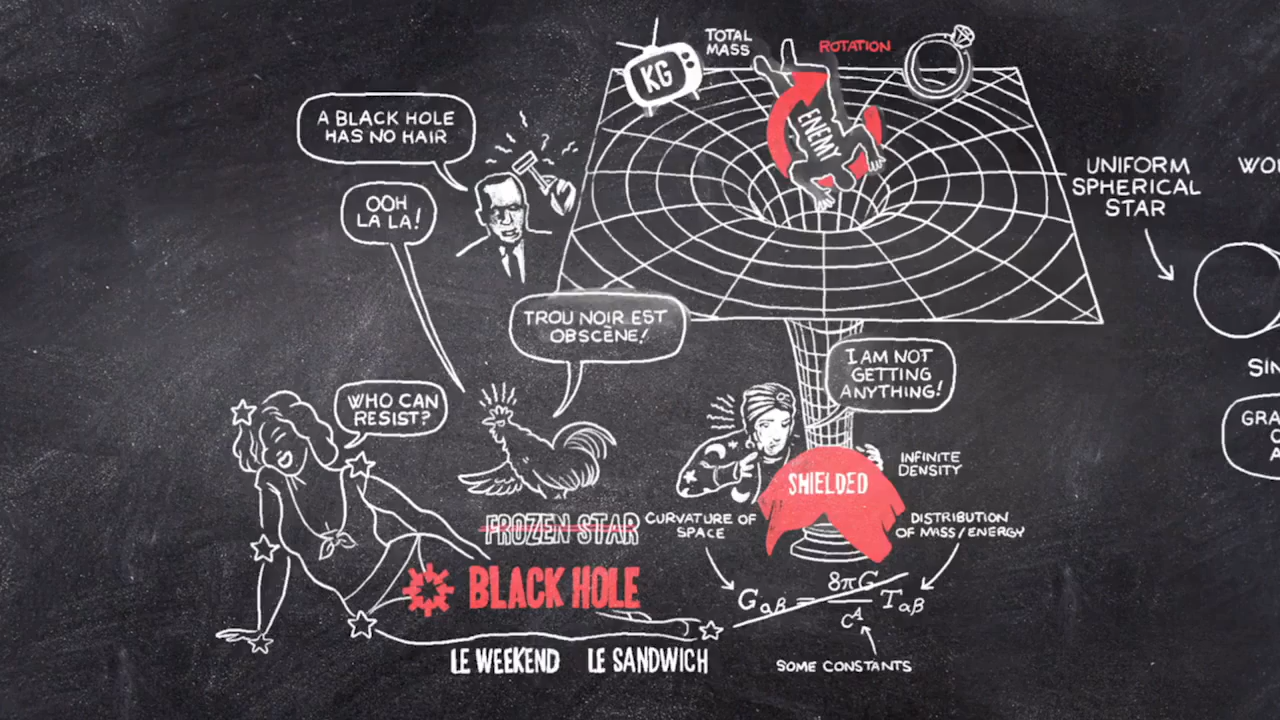 KG
TOTAL
MASS
ROTATION
ENEMY
A BLACK HOLE
HAS NO HAIR
OOH
LA LA!
TROU NOIR EST
OBSCÈNE!
WHO CAN
RESIST?
I AM NOT
GETTING
ANYTHING!
UNIFORM
SPHERICAL
STAR
SHIELDED
INFINITE
DENSITY
FROZEN STAR
CURVATURE OF
SPACE
DISTRIBUTION
OF MASS/ENERGY
BLACK HOLE
Gαβ = 8πG/c⁴ Tαβ
LE WEEKEND LE SANDWICH
SOME CONSTANTS